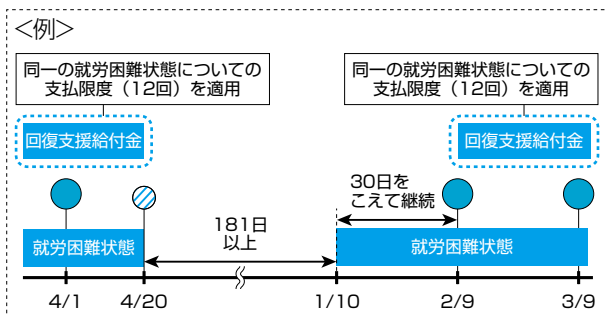 ＜例＞
同一の就労困難状態についての
支払限度（12回）を適用
同一の就労困難状態についての
支払限度（12回）を適用
回復支援給付金
回復支援給付金
30日を
こえて継続
181日
以上
就労困難状態
就労困難状態
4/1
4/20
1/10
2/9
3/9